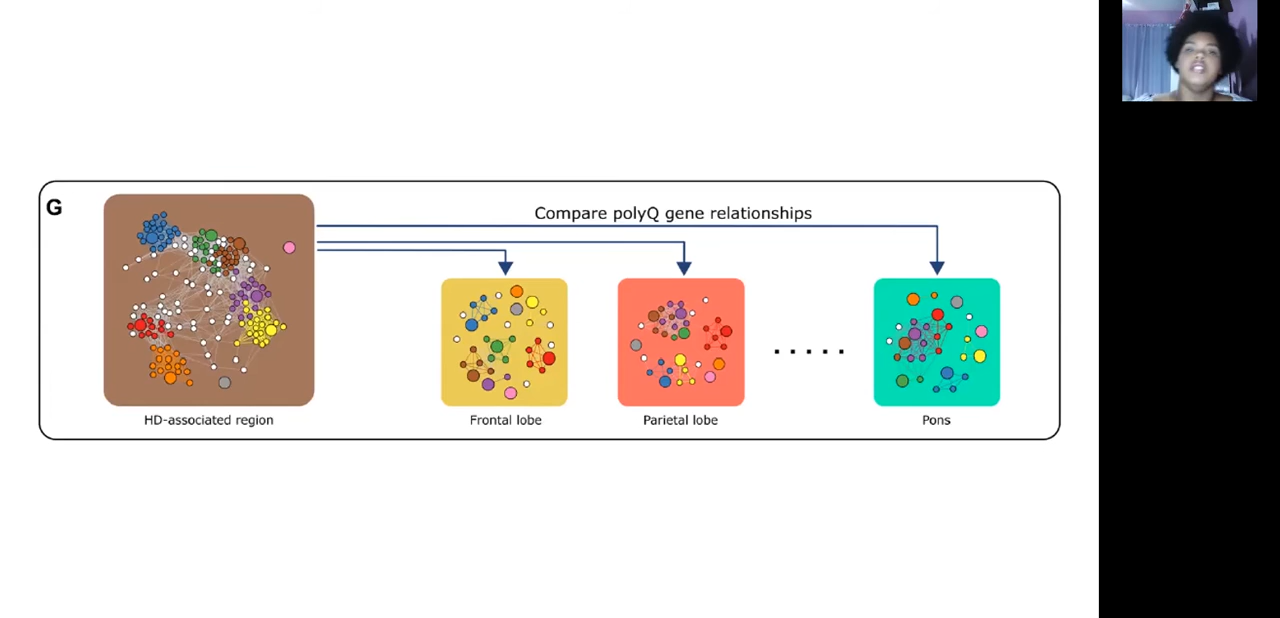 G
Compare polyQ gene relationships
HD-associated region
Frontal lobe
Parietal lobe
Pons